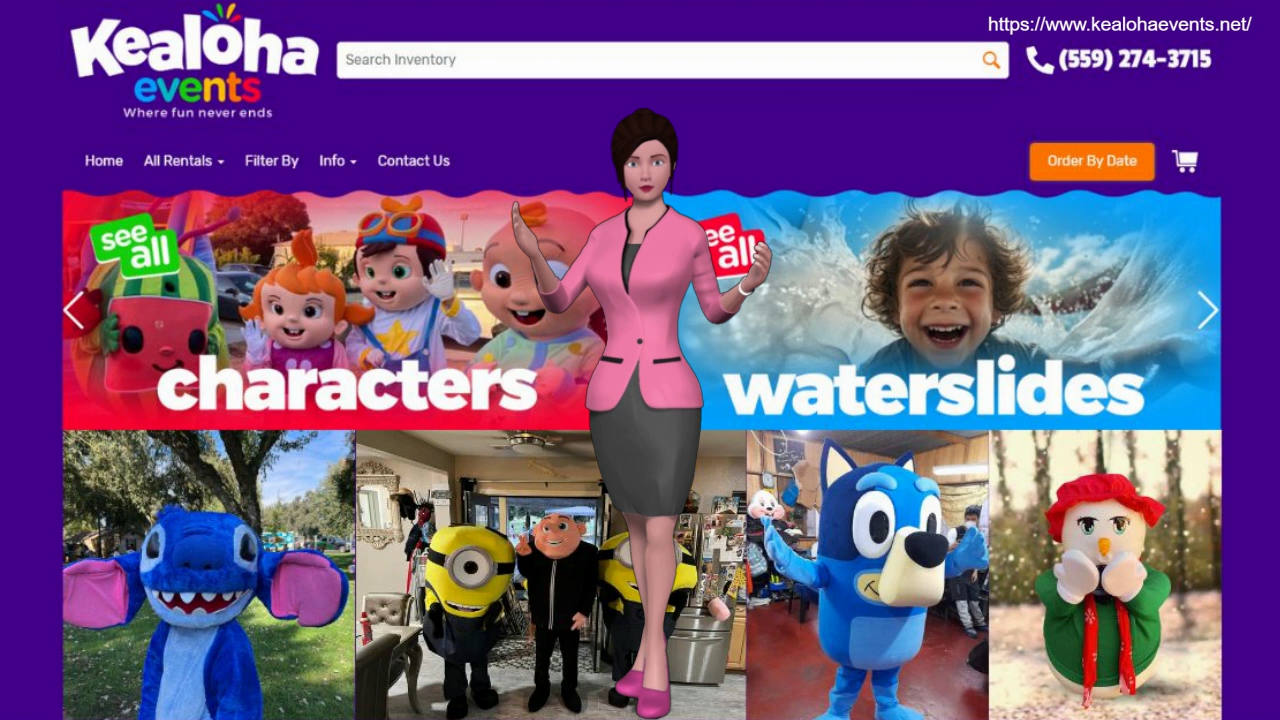 https://www.kealohaevents.net/
Kealoha
events
Where fun never ends
Search Inventory
(559) 274-3715
Home All Rentals Filter By Info Contact Us
Order By Date
see
all
characters
ee
all
waterslides